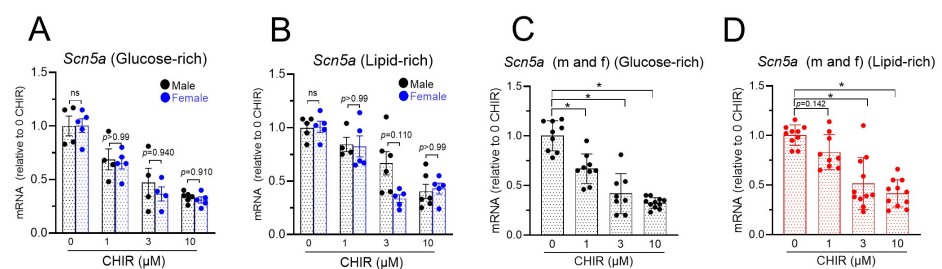 A
Scn5a (Glucose-rich)
mRNA (relative to 0 CHIR)
1.5
1.0
0.5
0.0
Male
Female
ns
p>0.99
p=0.940
p=0.910
0 1 3 10
CHIR (µM)
B
Scn5a (Lipid-rich)
mRNA (relative to 0 CHIR)
1.5
1.0
0.5
0.0
Male
Female
ns
p>0.99
p=0.110
p>0.99
0 1 3 10
CHIR (µM)
C
Scn5a (m and f) (Glucose-rich)
mRNA (relative to 0 CHIR)
1.5
1.0
0.5
0.0
*
*
*
0 1 3 10
CHIR (µM)
D
Scn5a (m and f) (Lipid-rich)
mRNA (relative to 0 CHIR)
1.5
1.0
0.5
0.0
*
*
p=0.142
0 1 3 10
CHIR (µM)